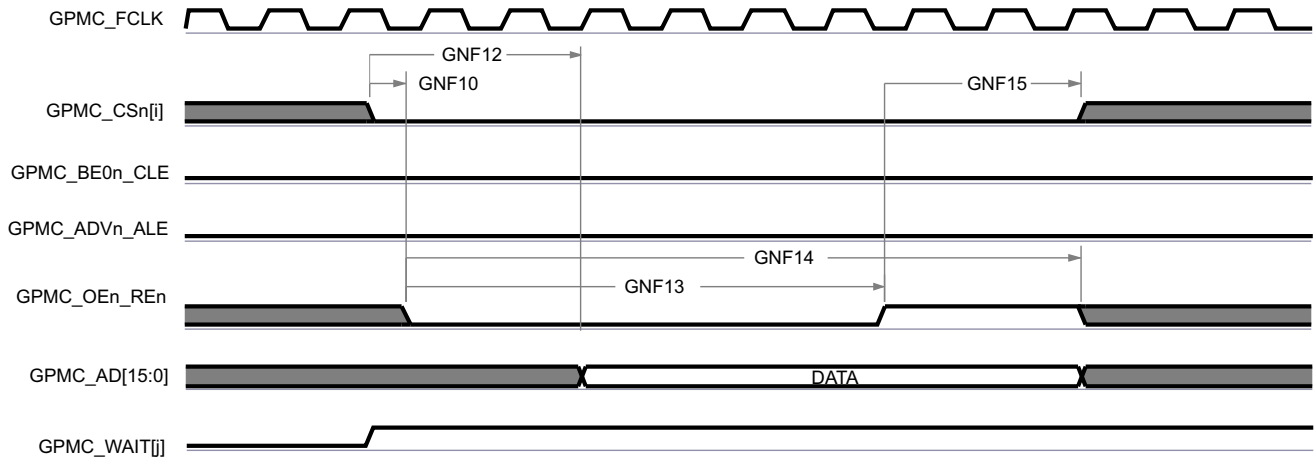 GPMC_FCLK
GNF12
GNF10
GNF15
GPMC_CSn[i]
GPMC_BE0n_CLE
GPMC_ADVn_ALE
GNF14
GNF13
GPMC_OEn_REn
GPMC_AD[15:0]
DATA
GPMC_WAIT[j]